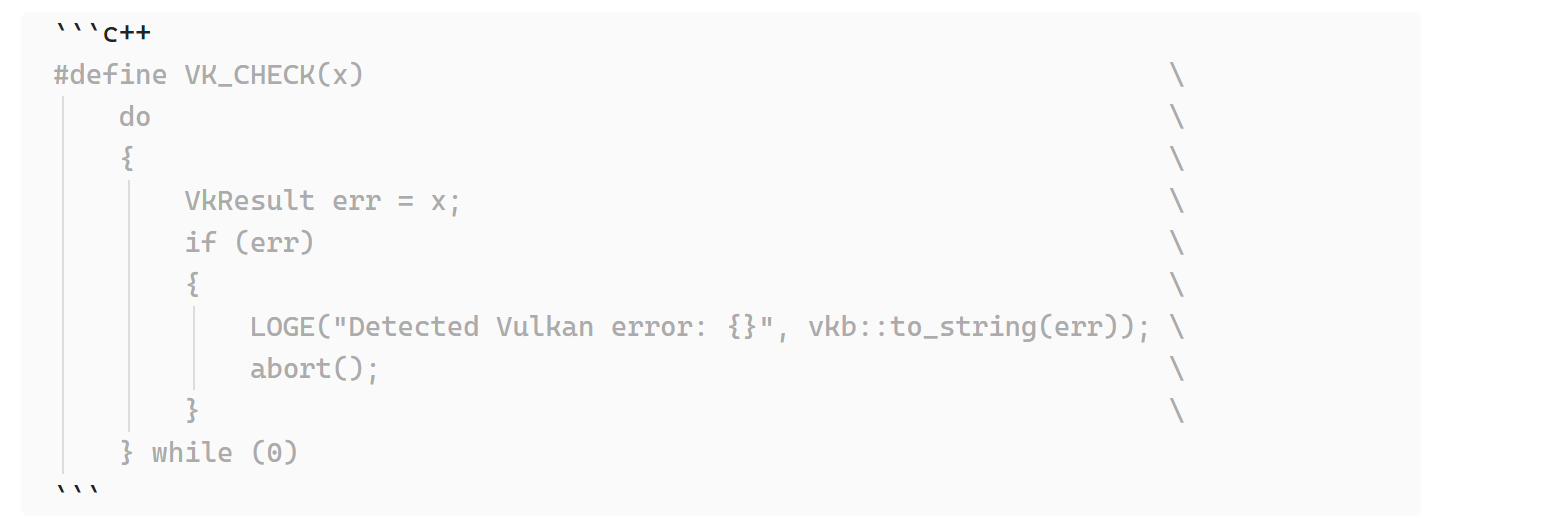 ```c++
#define VK_CHECK(x)                                                 \
    do                                                              \
    {                                                               \
        VkResult err = x;                                           \
        if (err)                                                    \
        {                                                           \
            LOGE("Detected Vulkan error: {}", vkb::to_string(err)); \
            abort();                                                \
        }                                                           \
    } while (0)
```